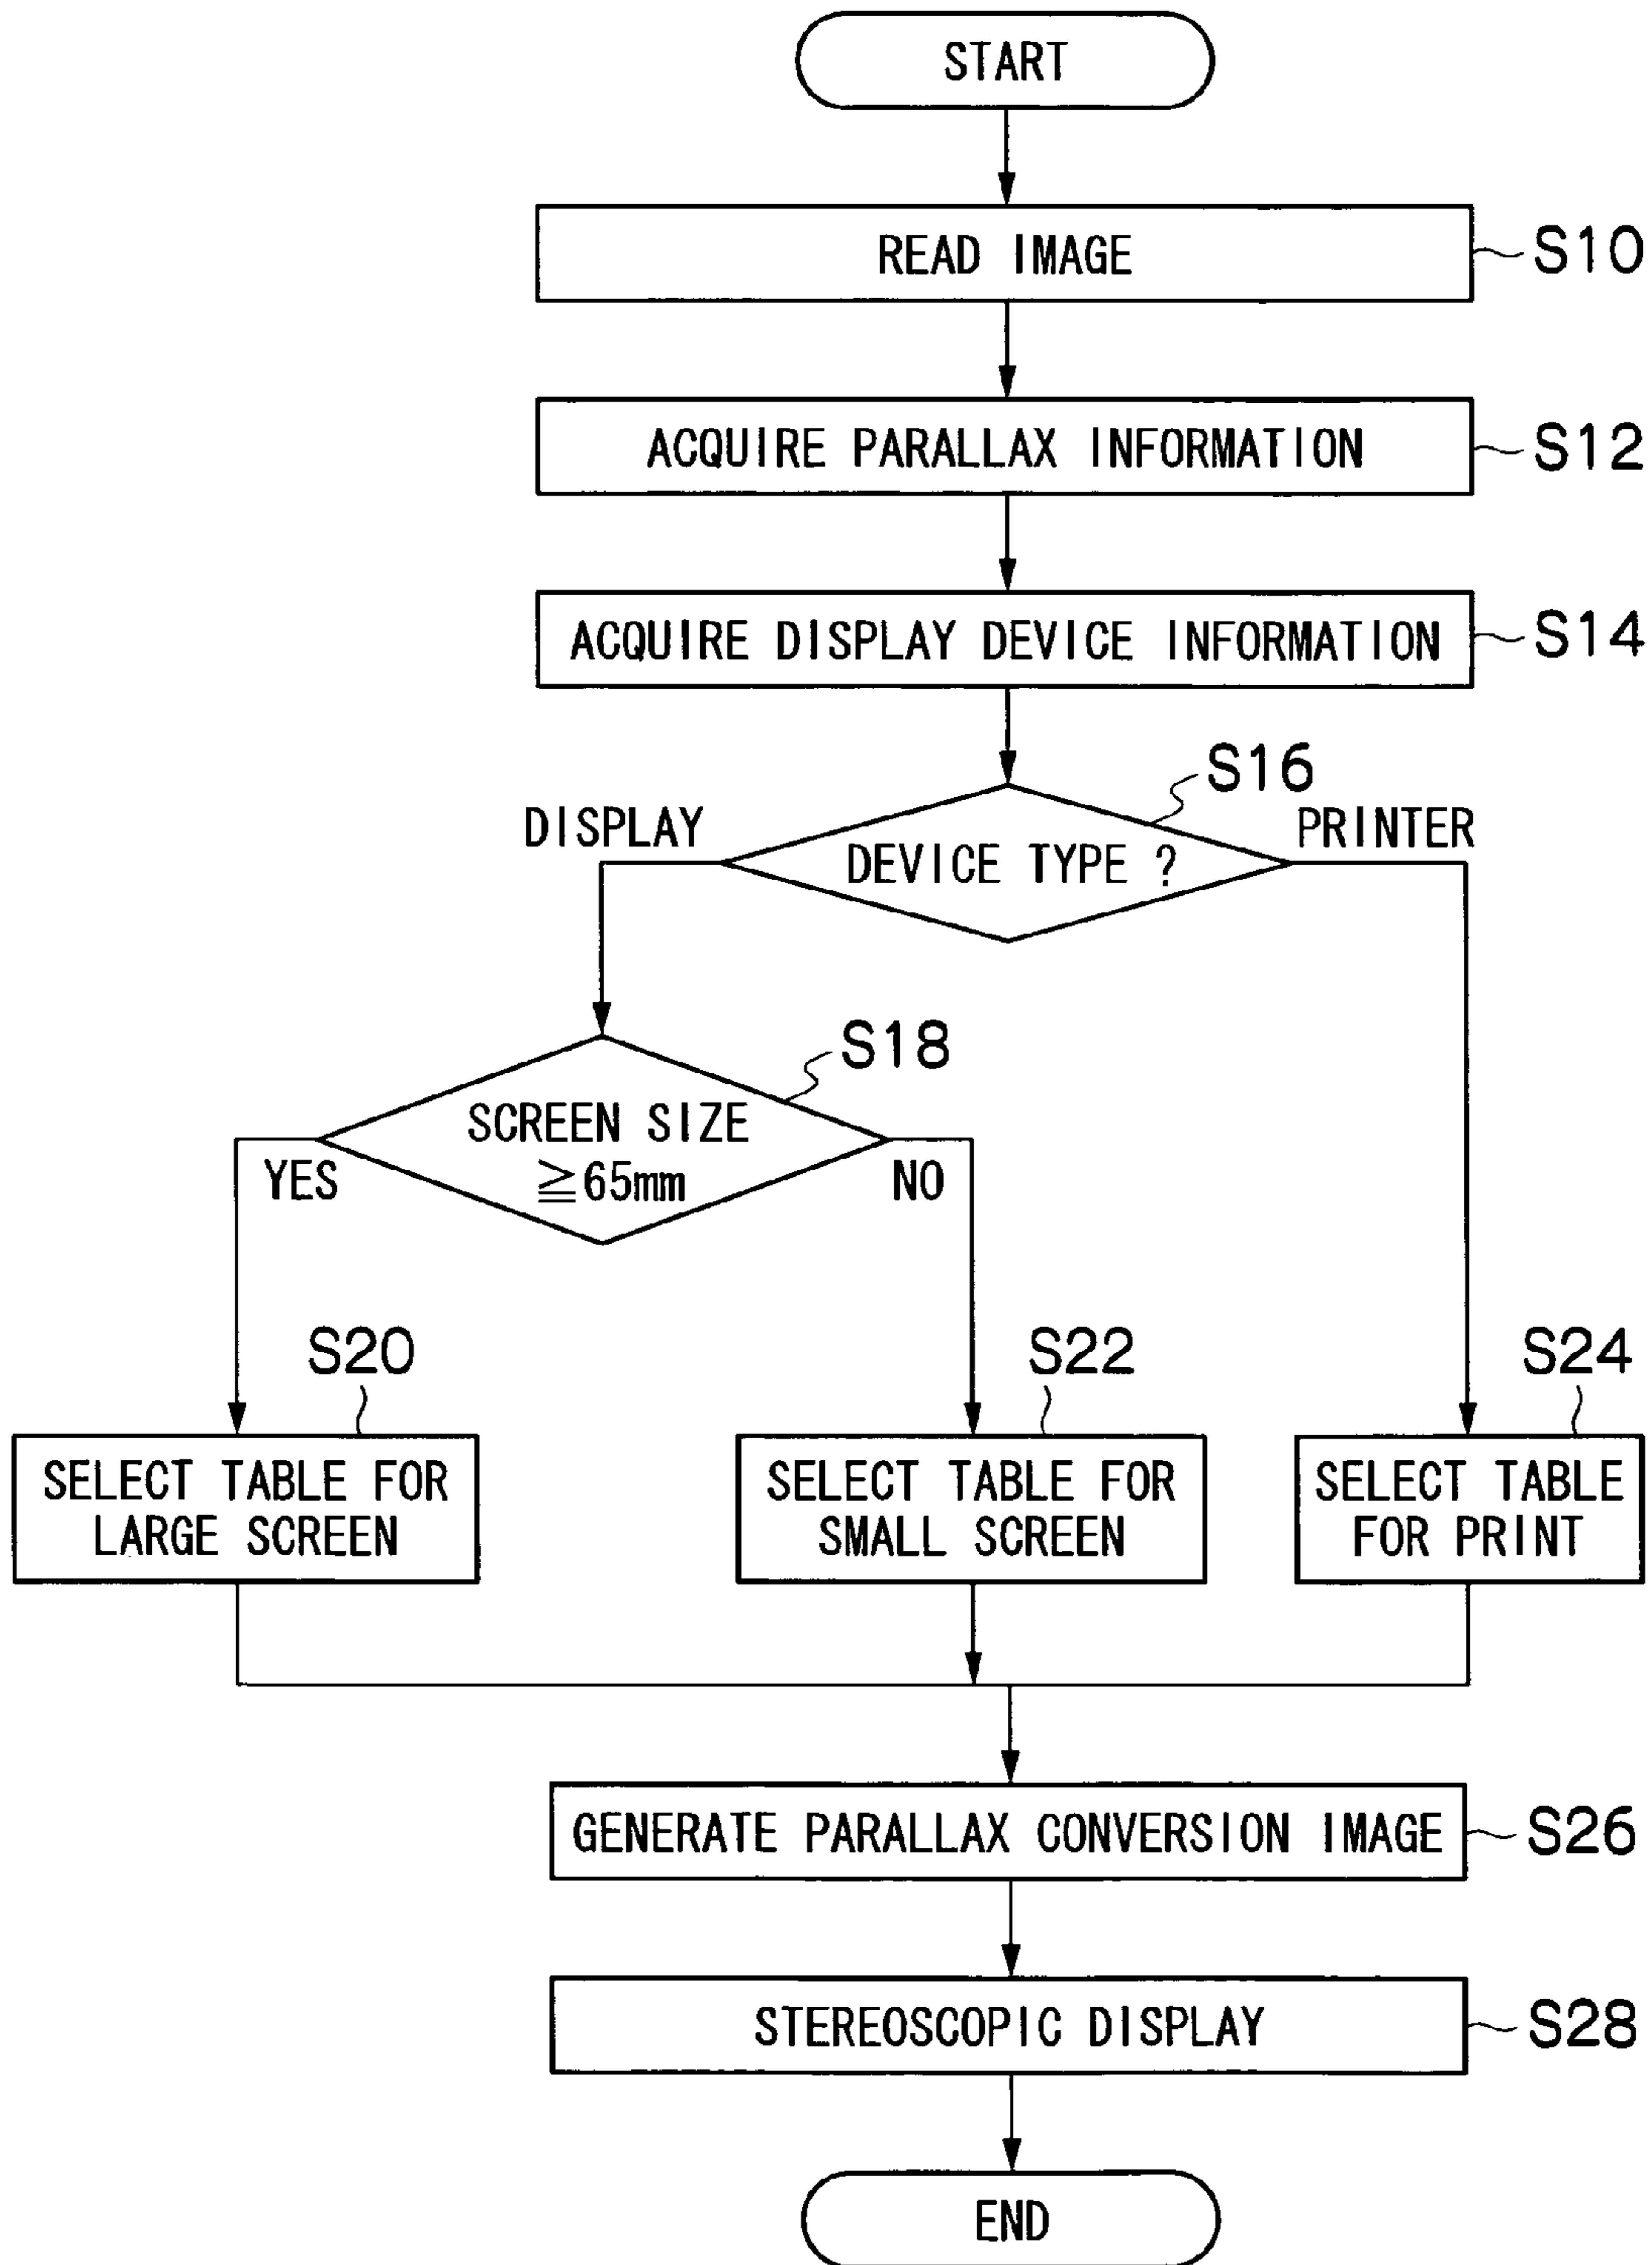 START
READ IMAGE
S10
ACQUIRE PARALLAX INFORMATION
S12
ACQUIRE DISPLAY DEVICE INFORMATION
S14
S16
DISPLAY
DEVICE TYPE ?
PRINTER
S18
SCREEN SIZE
≧65mm
YES
NO
S20
S22
S24
SELECT TABLE FOR
LARGE SCREEN
SELECT TABLE FOR
SMALL SCREEN
SELECT TABLE
FOR PRINT
GENERATE PARALLAX CONVERSION IMAGE
S26
STEREOSCOPIC DISPLAY
S28
END